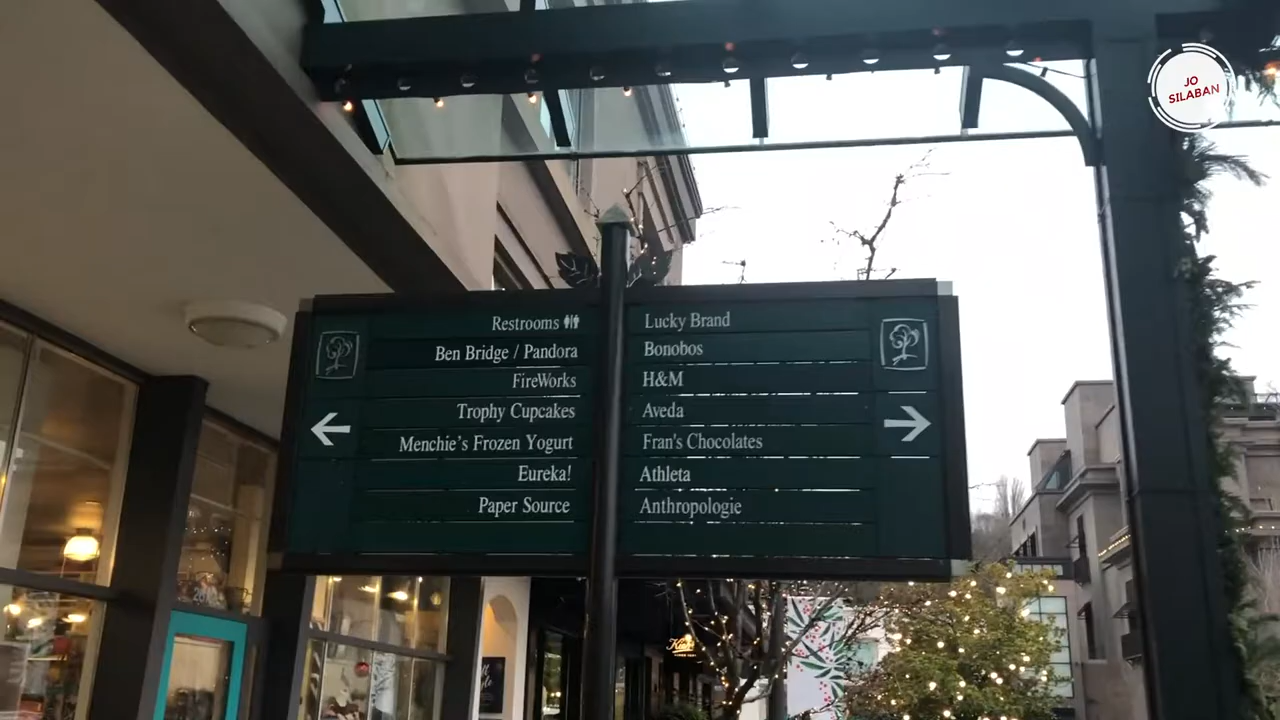 JO
SILABAN
Restrooms
Ben Bridge / Pandora
FireWorks
Trophy Cupcakes
Menchie's Frozen Yogurt
Eureka!
Paper Source
Lucky Brand
Bonobos
H&M
Aveda
Fran's Chocolates
Athleta
Anthropologie